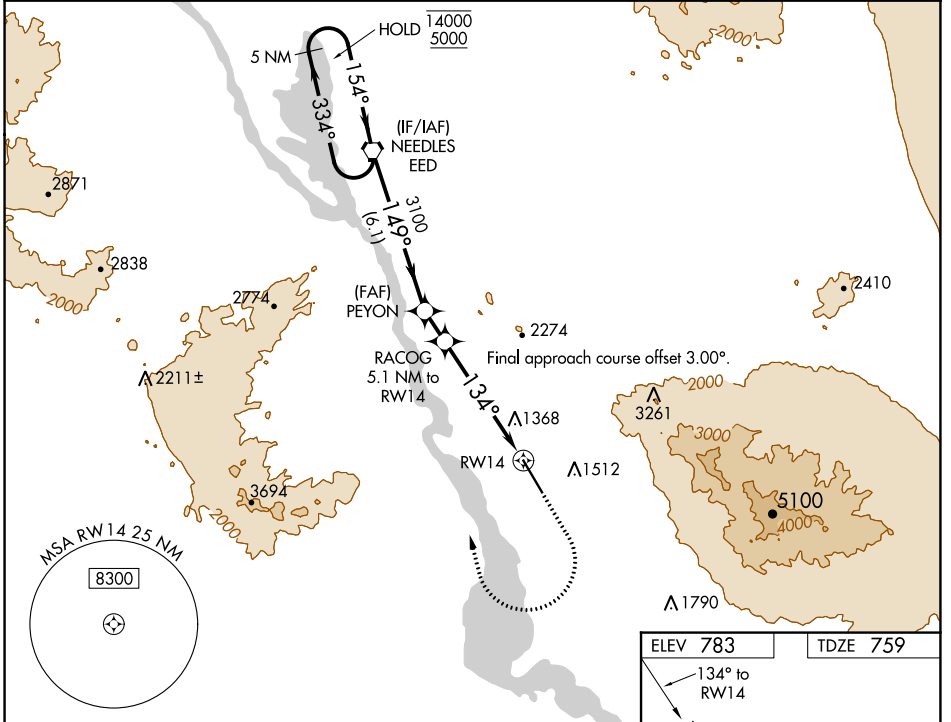 HOLD 14000
5000
5 NM
154°
334°
(IF/IAF)
NEEDLES
EED
3100
149°
(6.1)
(FAF)
PEYON
RACOG
5.1 NM to
RW14
134°
Final approach course offset 3.00°.
RW14
2000
2871
2838
2000
2774
2211±
3694
2000
2410
2274
2000
3261
3000
1368
1512
5100
4000
1790
MSA RW14 25 NM
8300
ELEV 783
TDZE 759
134° to
RW14